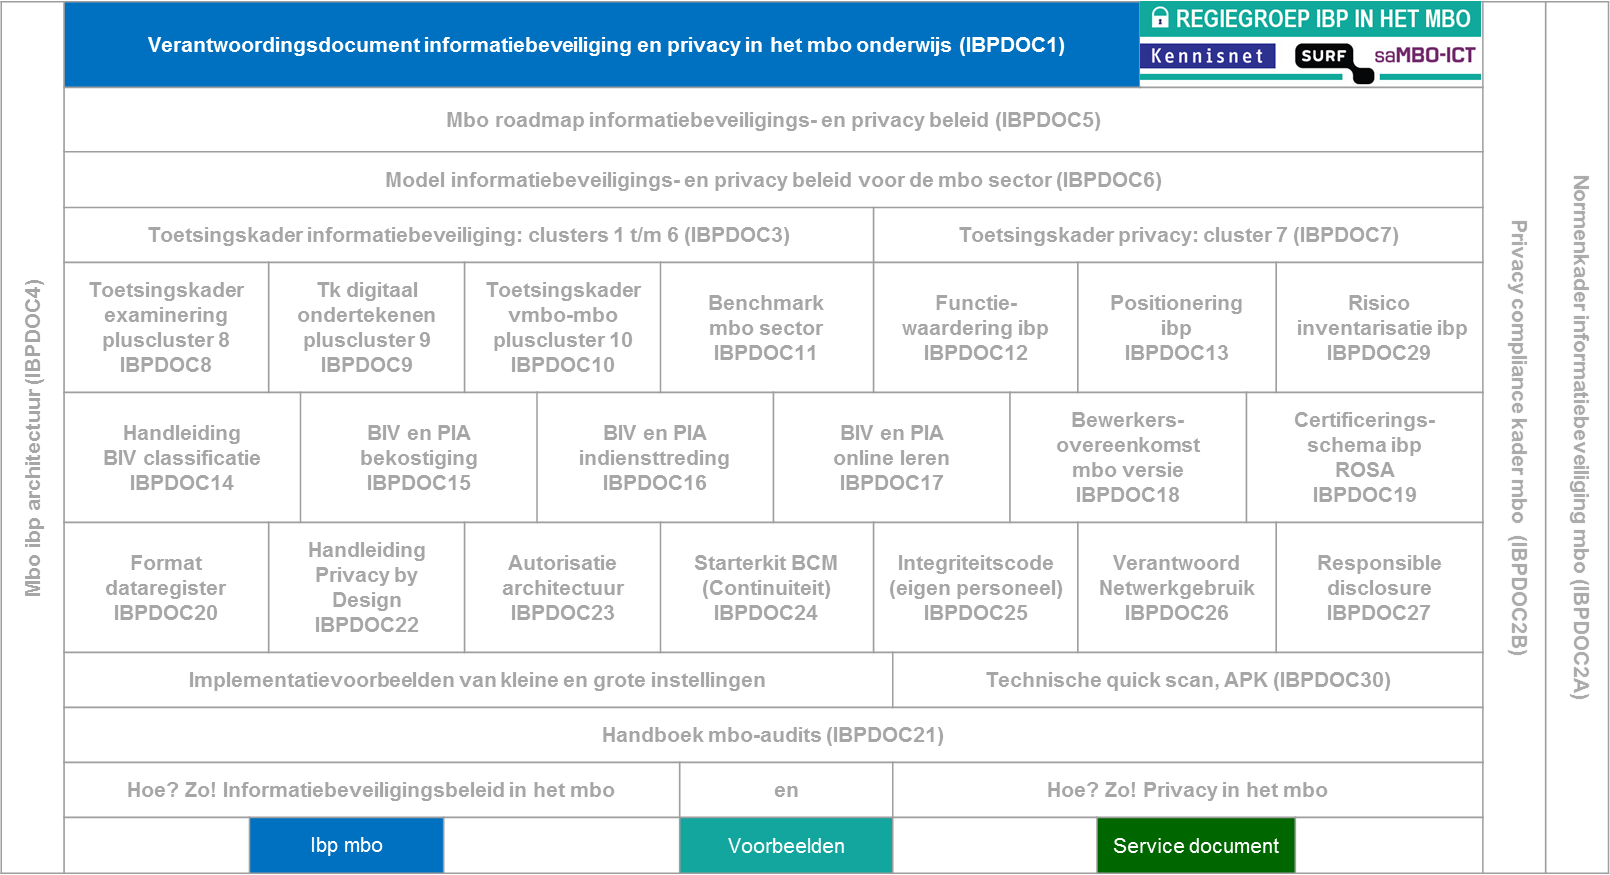 Verantwoordingsdocument informatiebeveiliging en privacy in het mbo onderwijs (IBPDOC1)
REGIEGROEP IBP IN HET MBO
Kennisnet
SURF
saMBO-ICT
Mbo roadmap informatiebeveiligings- en privacy beleid (IBPDOC5)
Model informatiebeveiligings- en privacy beleid voor de mbo sector (IBPDOC6)
Toetsingskader informatiebeveiliging: clusters 1 t/m 6 (IBPDOC3)
Toetsingskader privacy: cluster 7 (IBPDOC7)
Toetsingskader
examinering
pluscluster 8
IBPDOC8
Tk digitaal
ondertekenen
pluscluster 9
IBPDOC9
Toetsingskader
vmbo-mbo
pluscluster 10
IBPDOC10
Benchmark
mbo sector
IBPDOC11
Functie-
waardering ibp
IBPDOC12
Positionering
ibp
IBPDOC13
Risico
inventarisatie ibp
IBPDOC29
Handleiding
BIV classificatie
IBPDOC14
BIV en PIA
bekostiging
IBPDOC15
BIV en PIA
indiensttreding
IBPDOC16
BIV en PIA
online leren
IBPDOC17
Bewerkers-
overeenkomst
mbo versie
IBPDOC18
Certificerings-
schema ibp
ROSA
IBPDOC19
Format
dataregister
IBPDOC20
Handleiding
Privacy by
Design
IBPDOC22
Autorisatie
architectuur
IBPDOC23
Starterkit BCM
(Continuiteit)
IBPDOC24
Integriteitscode
(eigen personeel)
IBPDOC25
Verantwoord
Netwerkgebruik
IBPDOC26
Responsible
disclosure
IBPDOC27
Implementatievoorbeelden van kleine en grote instellingen
Technische quick scan, APK (IBPDOC30)
Handboek mbo-audits (IBPDOC21)
Hoe? Zo! Informatiebeveiligingsbeleid in het mbo
en
Hoe? Zo! Privacy in het mbo
Ibp mbo
Voorbeelden
Service document
Mbo ibp architectuur (IBPDOC4)
Privacy compliance kader mbo (IBPDOC2B)
Normenkader informatiebeveiliging mbo (IBPDOC2A)